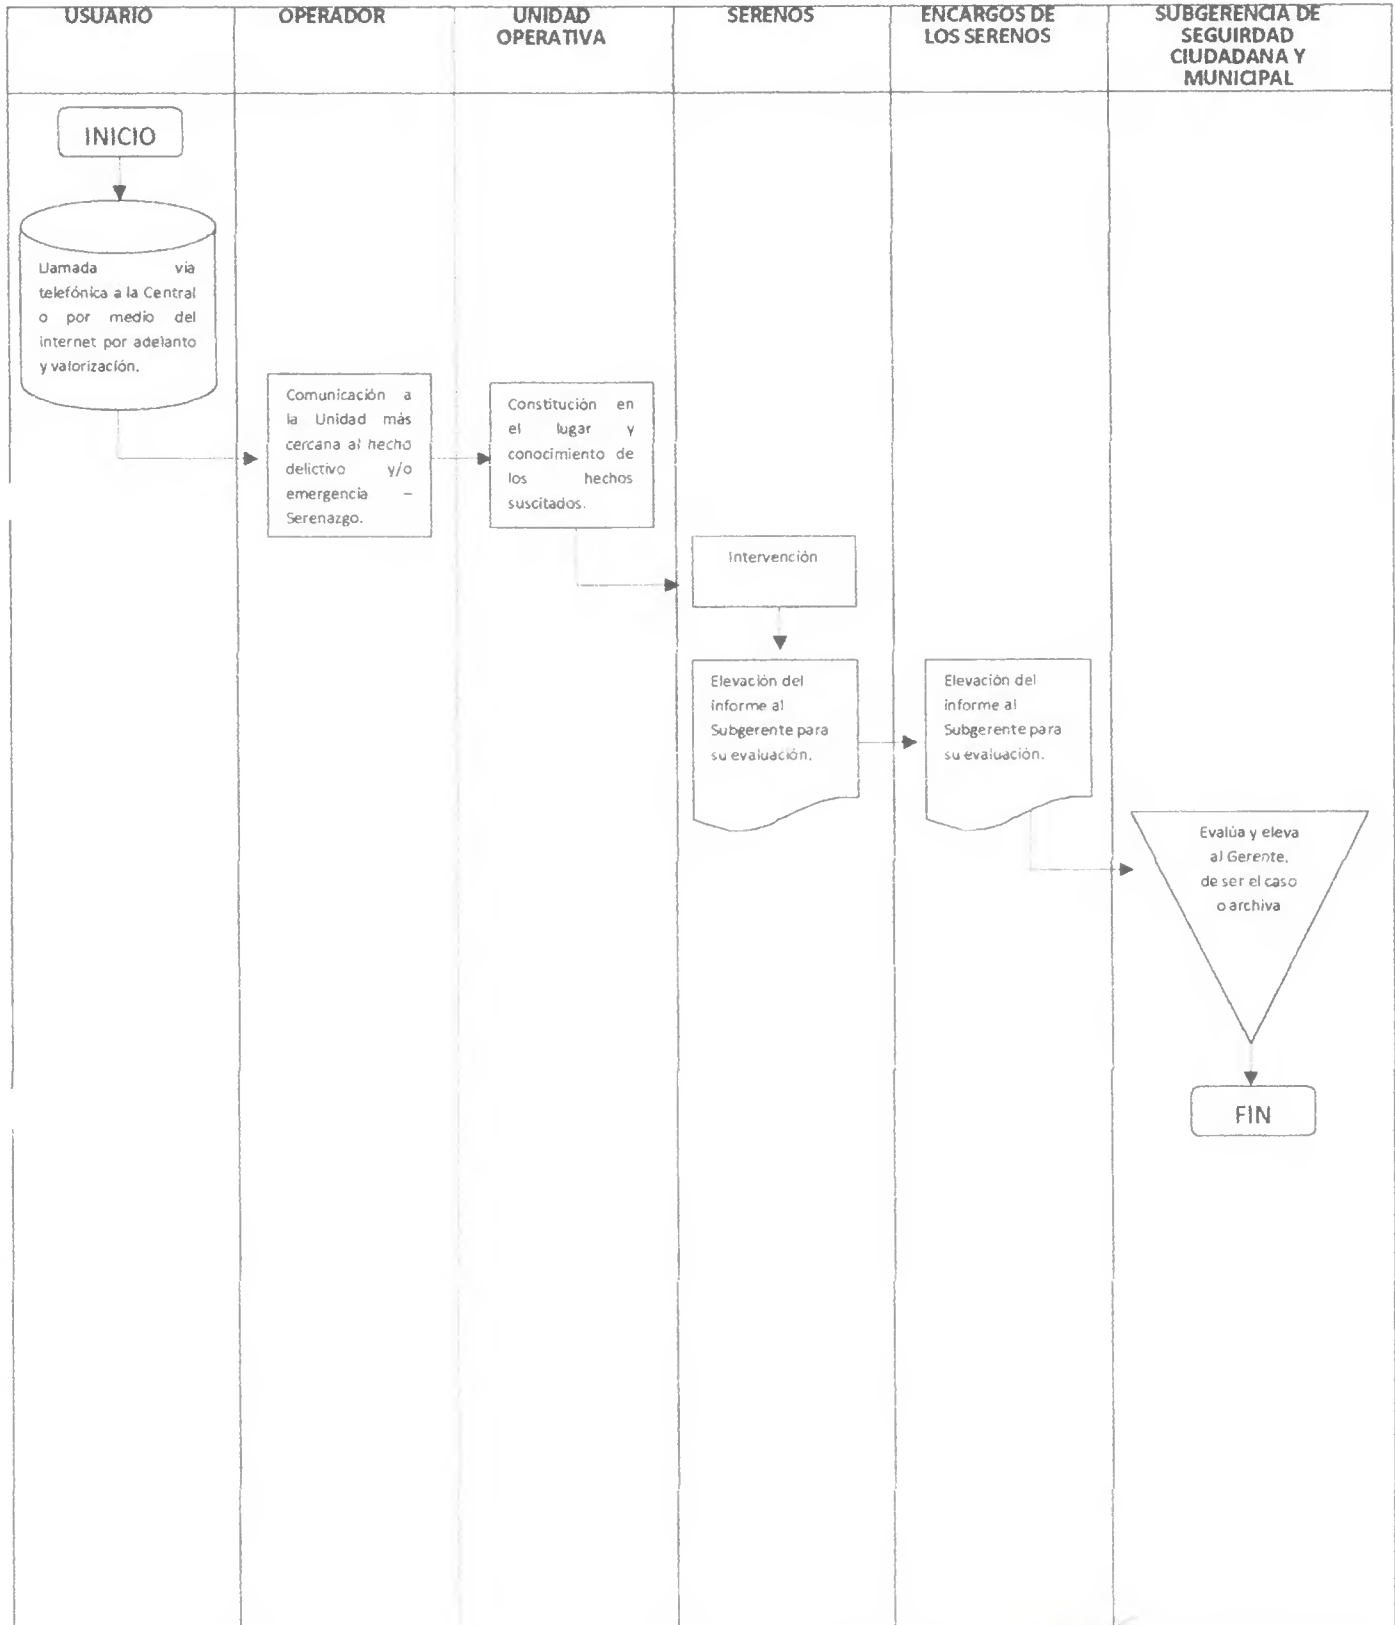 USUARIO
OPERADOR
UNIDAD
OPERATIVA
SERENOS
ENCARGOS DE
LOS SERENOS
SUBGERENCIA DE
SEGUIRDAD
CIUDADANA Y
MUNICIPAL
INICIO
Llamada via
telefónica a la Central
o por medio del
internet por adelanto
y valorización.
Comunicación a
la Unidad más
cercana al hecho
delictivo y/o
emergencia –
Serenazgo.
Constitución en
el lugar y
conocimiento de
los hechos
suscitados.
Intervención
Elevación del
informe al
Subgerente para
su evaluación.
Elevación del
informe al
Subgerente para
su evaluación.
Evalúa y eleva
al Gerente,
de ser el caso
o archiva
FIN